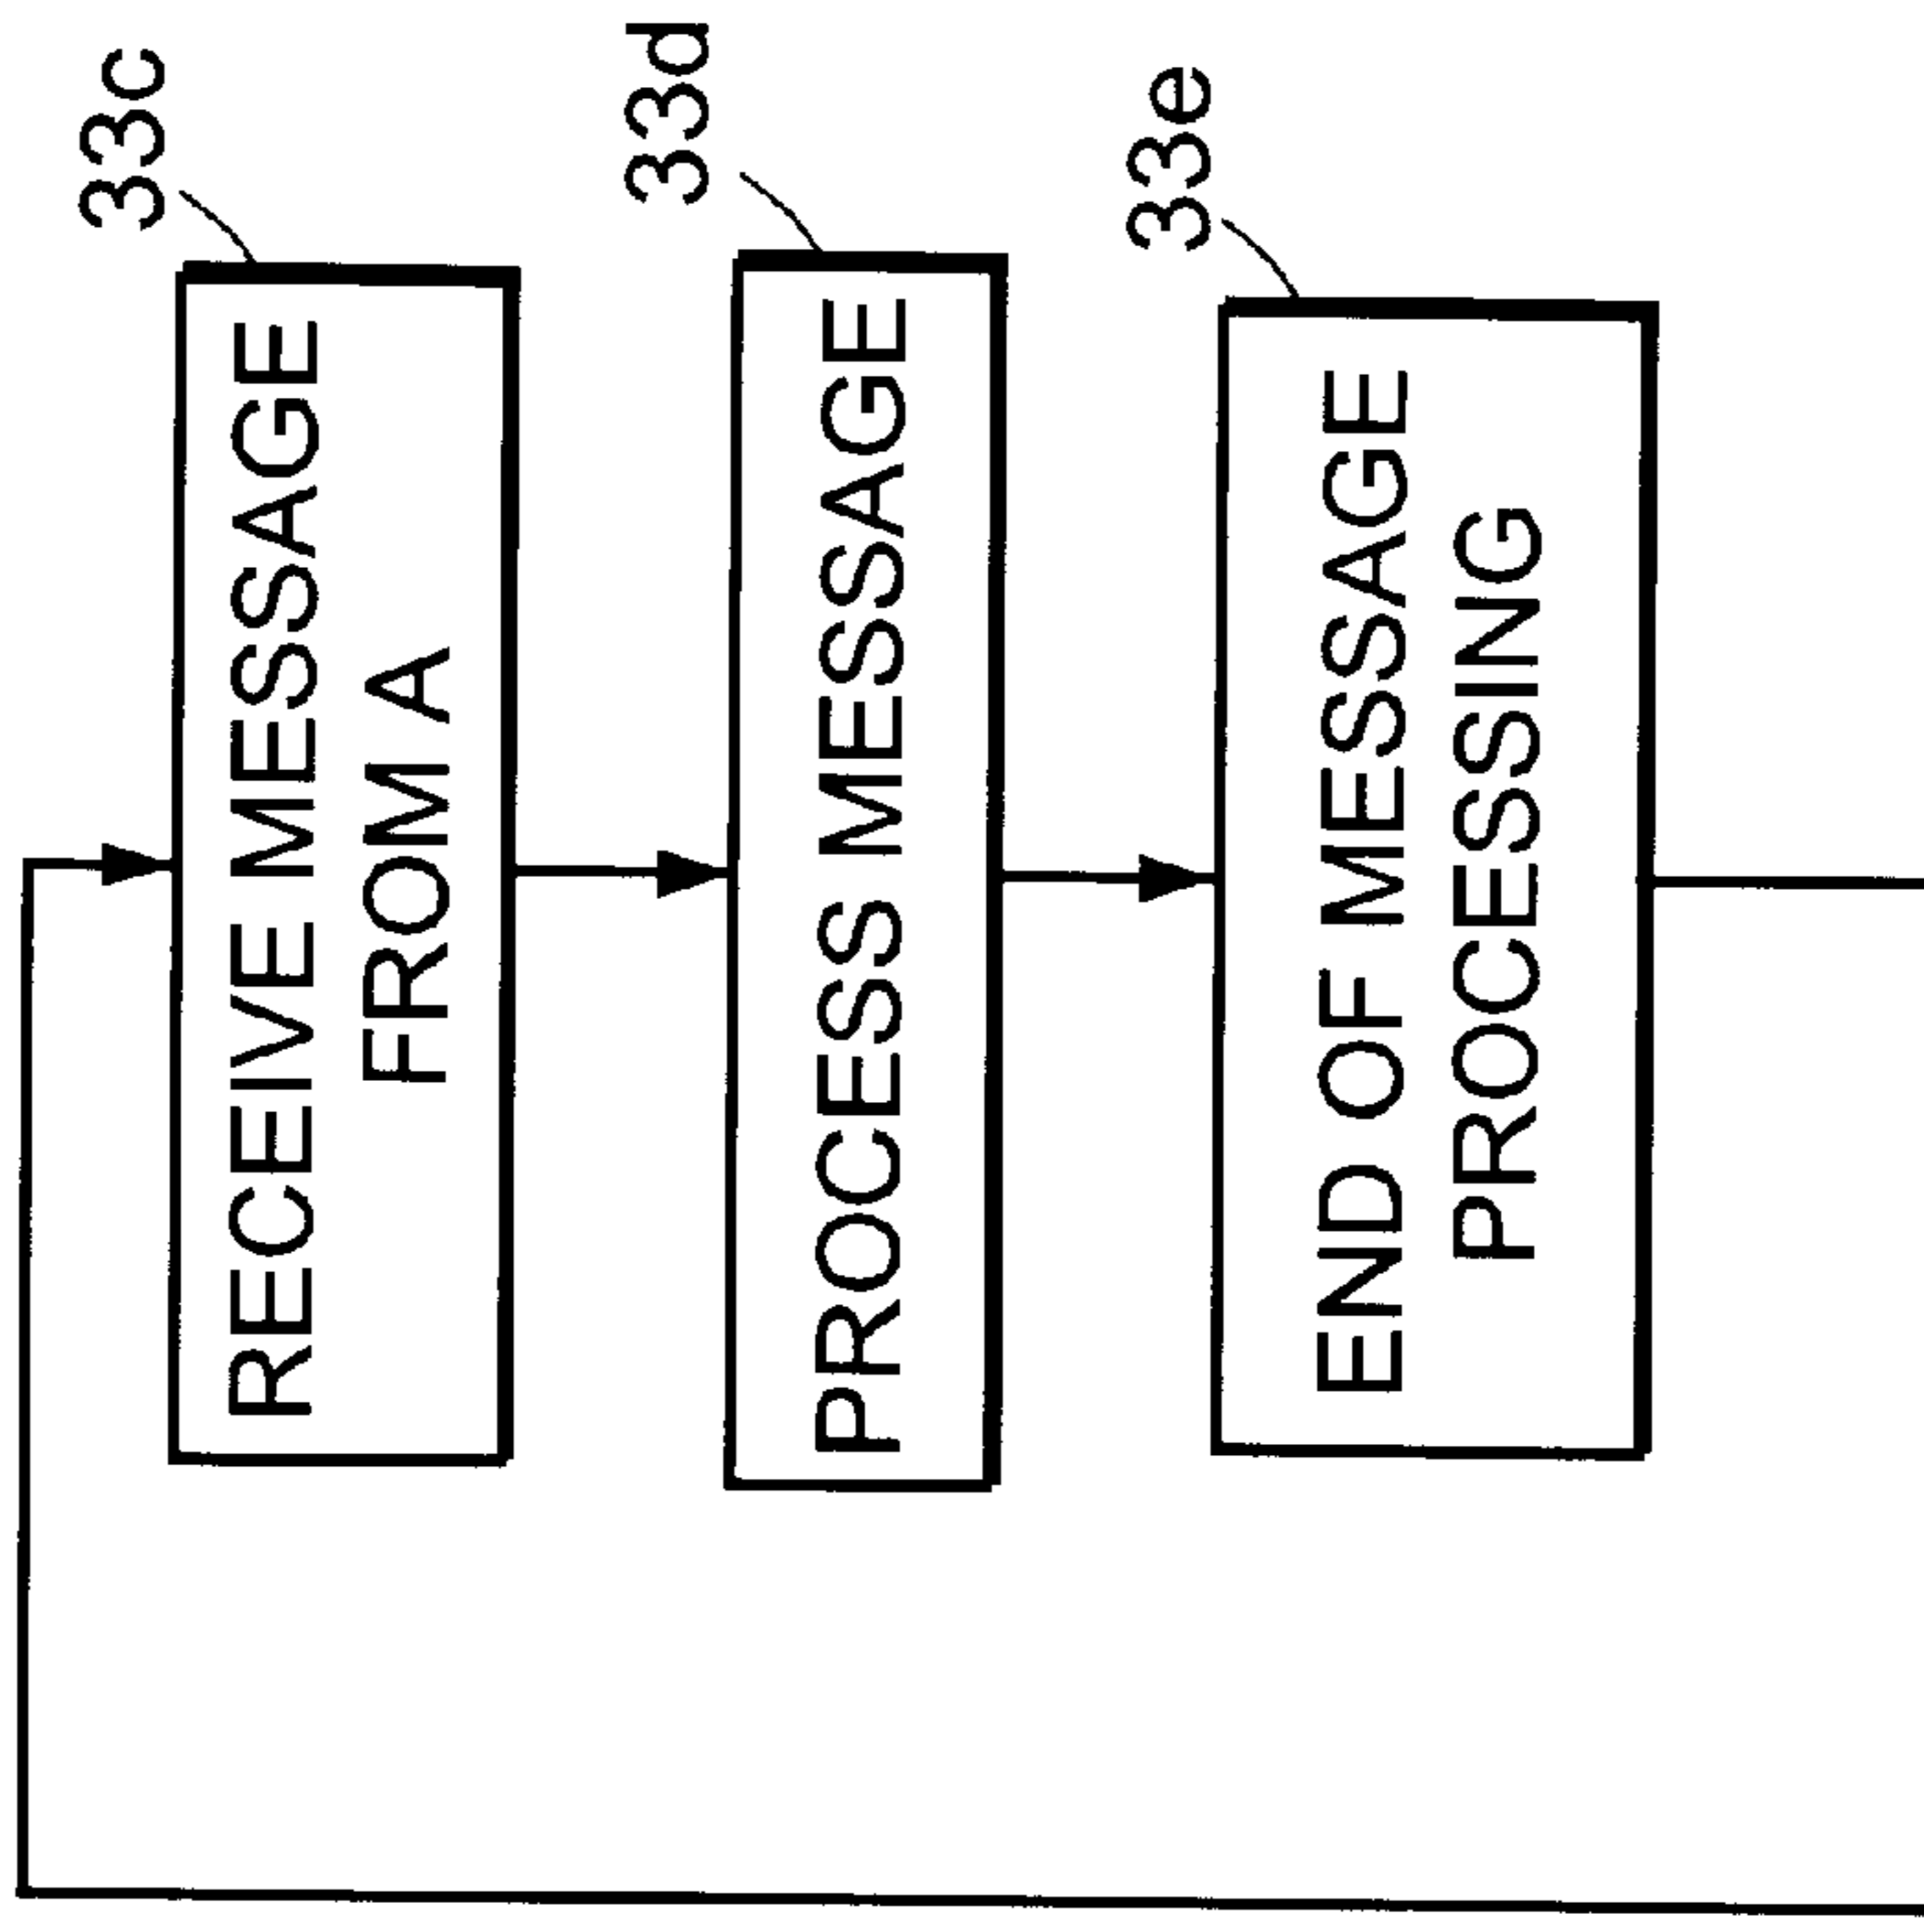 33c
RECEIVE MESSAGE
FROM A
33d
PROCESS MESSAGE
33e
END OF MESSAGE
PROCESSING